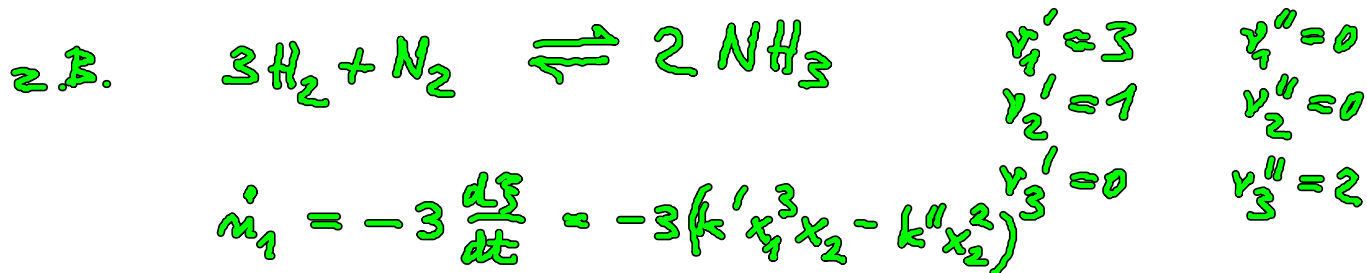 z.B. 3H₂ + N₂ ⇌ 2 NH₃ ν₁' = 3 ν₁'' = 0
ν₂' = 1 ν₂'' = 0
ν₃' = 0 ν₃'' = 2
ṅ₁ = -3 dξ/dt = -3(k' x₁³ x₂ - k'' x₂²)